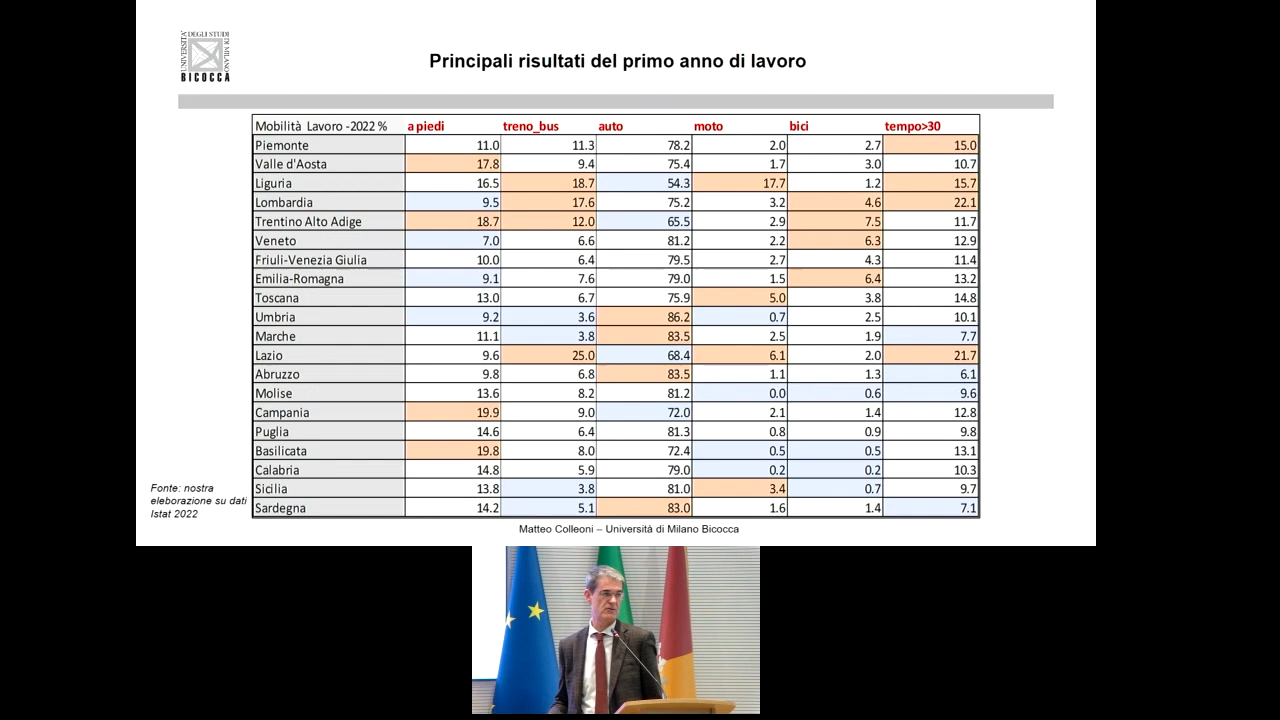 UNIVERSITA' DEGLI STUDI DI MILANO
BICOCCA
Principali risultati del primo anno di lavoro
Mobilità Lavoro -2022 % a piedi treno_bus auto moto bici tempo>30
Piemonte 11.0 11.3 78.2 2.0 2.7 15.0
Valle d'Aosta 17.8 9.4 75.4 1.7 3.0 10.7
Liguria 16.5 18.7 54.3 17.7 1.2 15.7
Lombardia 9.5 17.6 75.2 3.2 4.6 22.1
Trentino Alto Adige 18.7 12.0 65.5 2.9 7.5 11.7
Veneto 7.0 6.6 81.2 2.2 6.3 12.9
Friuli-Venezia Giulia 10.0 6.4 79.5 2.7 4.3 11.4
Emilia-Romagna 9.1 7.6 79.0 1.5 6.4 13.2
Toscana 13.0 6.7 75.9 5.0 3.8 14.8
Umbria 9.2 3.6 86.2 0.7 2.5 10.1
Marche 11.1 3.8 83.5 2.5 1.9 7.7
Lazio 9.6 25.0 68.4 6.1 2.0 21.7
Abruzzo 9.8 6.8 83.5 1.1 1.3 6.1
Molise 13.6 8.2 81.2 0.0 0.6 9.6
Campania 19.9 9.0 72.0 2.1 1.4 12.8
Puglia 14.6 6.4 81.3 0.8 0.9 9.8
Basilicata 19.8 8.0 72.4 0.5 0.5 13.1
Calabria 14.8 5.9 79.0 0.2 0.2 10.3
Sicilia 13.8 3.8 81.0 3.4 0.7 9.7
Sardegna 14.2 5.1 83.0 1.6 1.4 7.1
Fonte: nostra
elaborazione su dati
Istat 2022
Matteo Colleoni – Università di Milano Bicocca